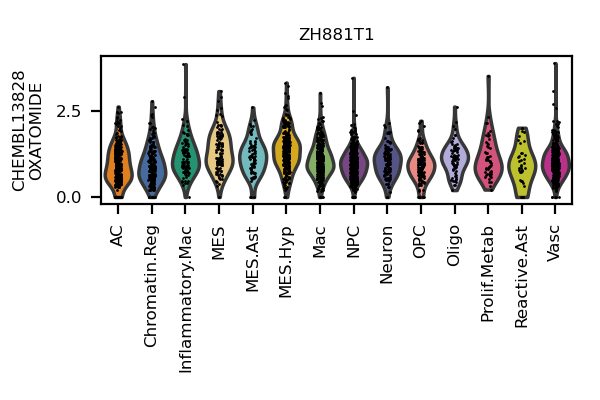 ZH881T1
CHEMBL13828
OXATOMIDE
2.5
0.0
AC
Chromatin.Reg
Inflammatory.Mac
MES
MES.Ast
MES.Hyp
Mac
NPC
Neuron
OPC
Oligo
Prolif.Metab
Reactive.Ast
Vasc